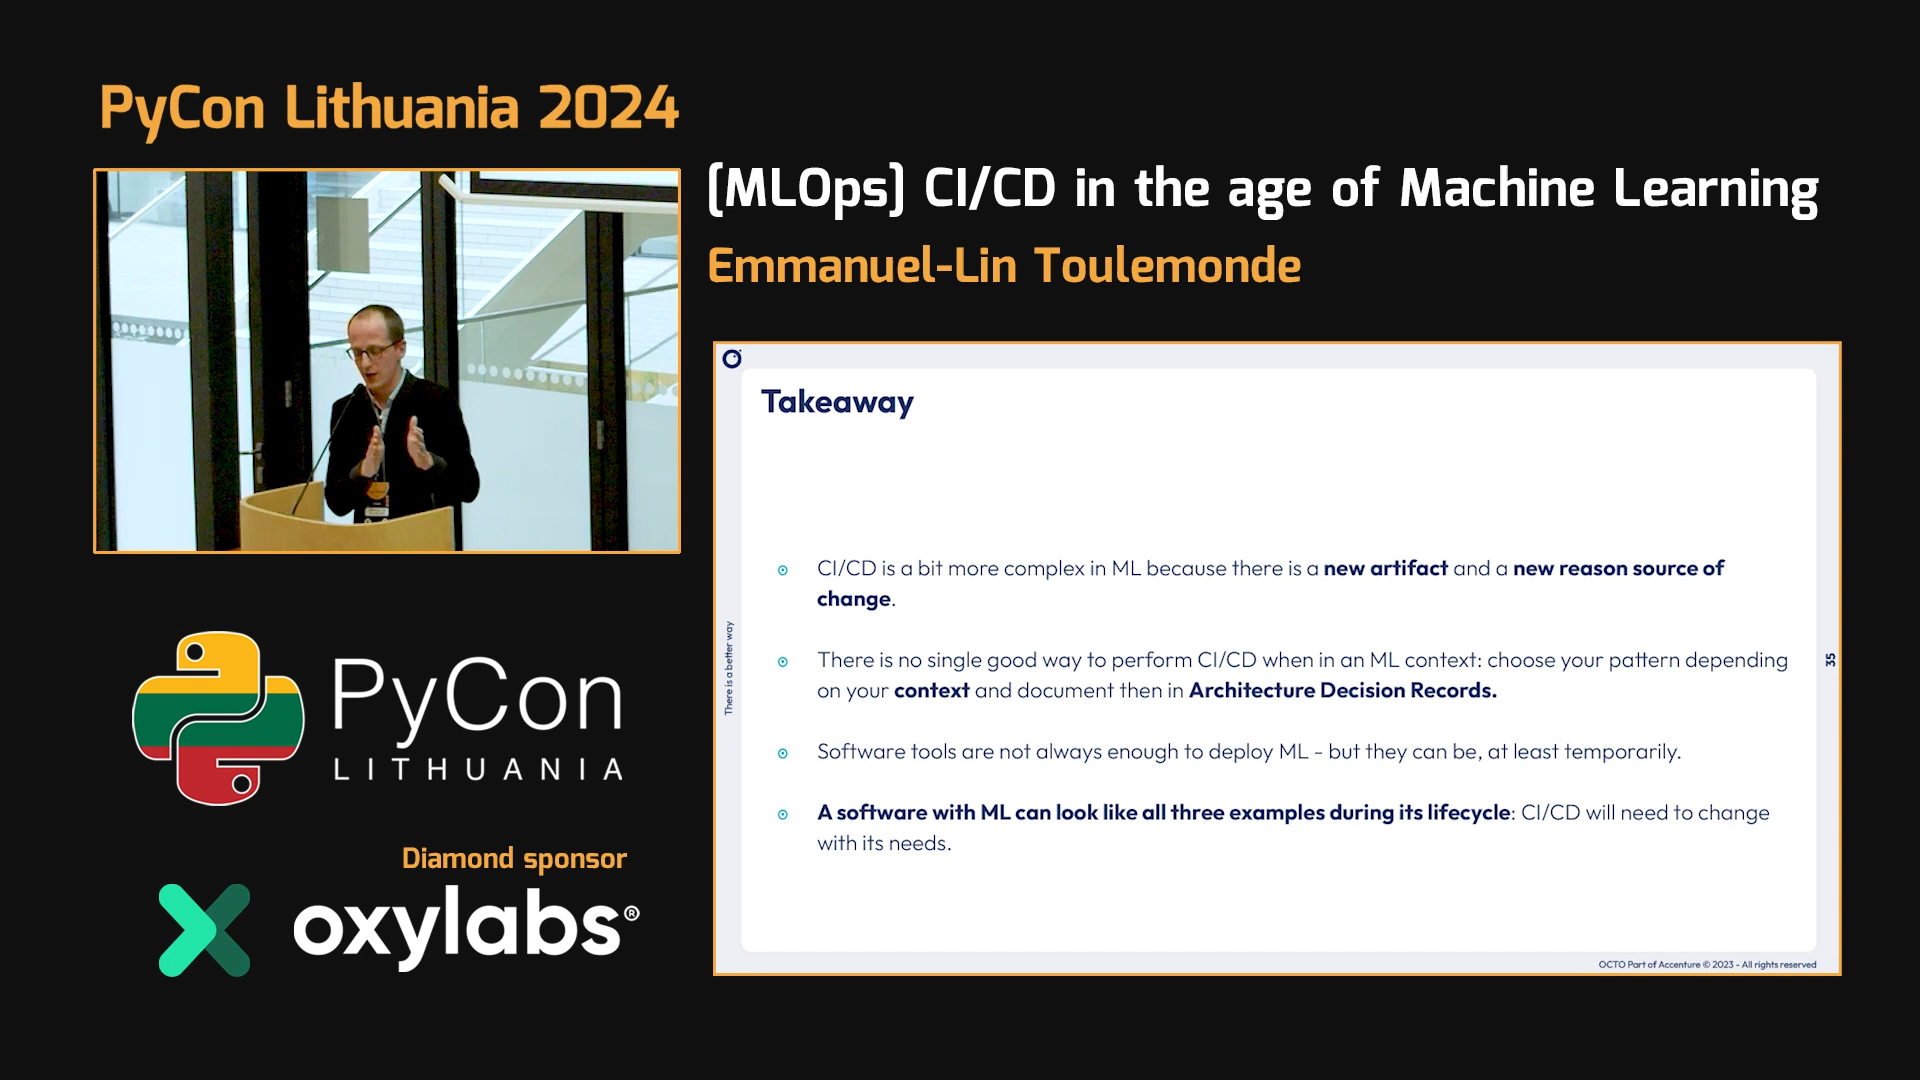 PyCon Lithuania 2024
[MLOps] CI/CD in the age of Machine Learning
Emmanuel-Lin Toulemonde
Takeaway
CI/CD is a bit more complex in ML because there is a new artifact and a new reason source of
change.
There is no single good way to perform CI/CD when in an ML context: choose your pattern depending
on your context and document then in Architecture Decision Records.
Software tools are not always enough to deploy ML - but they can be, at least temporarily.
A software with ML can look like all three examples during its lifecycle: CI/CD will need to change
with its needs.
There is a better way
35
OCTO Part of Accenture © 2023 - All rights reserved
PyCon
LITHUANIA
Diamond sponsor
oxylabs®